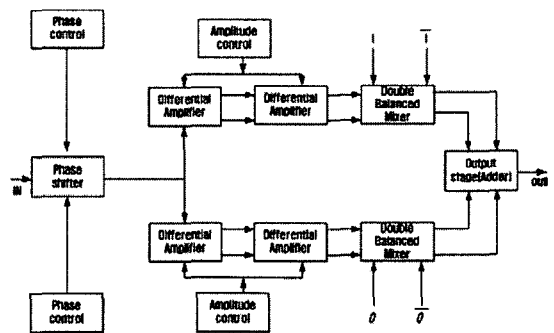 Phase
control
Amplitude
control
I
I
Differential
Amplifier
Differential
Amplifier
Double
Balanced
Mixer
IN
Phase
shifter
Output
stage(Adder)
OUT
Differential
Amplifier
Differential
Amplifier
Double
Balanced
Mixer
Phase
control
Amplitude
control
Q
Q